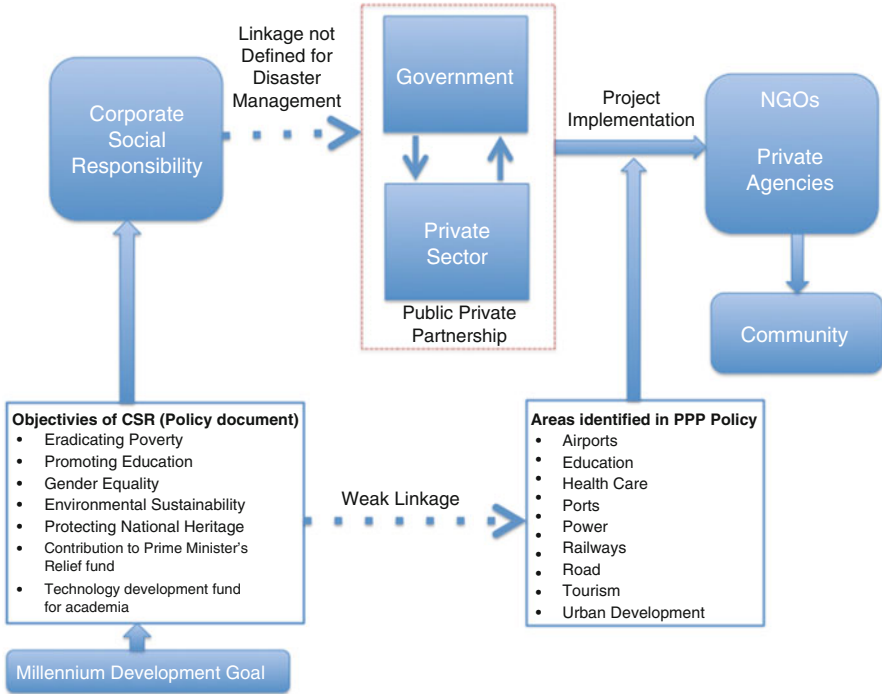 Linkage not
Defined for
Disaster
Management
Corporate
Social
Responsibility
Government
Private
Sector
Public Private
Partnership
Project
Implementation
NGOs
Private
Agencies
Community
Objectivies of CSR (Policy document)
• Eradicating Poverty
• Promoting Education
• Gender Equality
• Environmental Sustainability
• Protecting National Heritage
• Contribution to Prime Minister's
Relief fund
• Technology development fund
for academia
Weak Linkage
Areas identified in PPP Policy
• Airports
• Education
• Health Care
• Ports
• Power
• Railways
• Road
• Tourism
• Urban Development
Millennium Development Goal